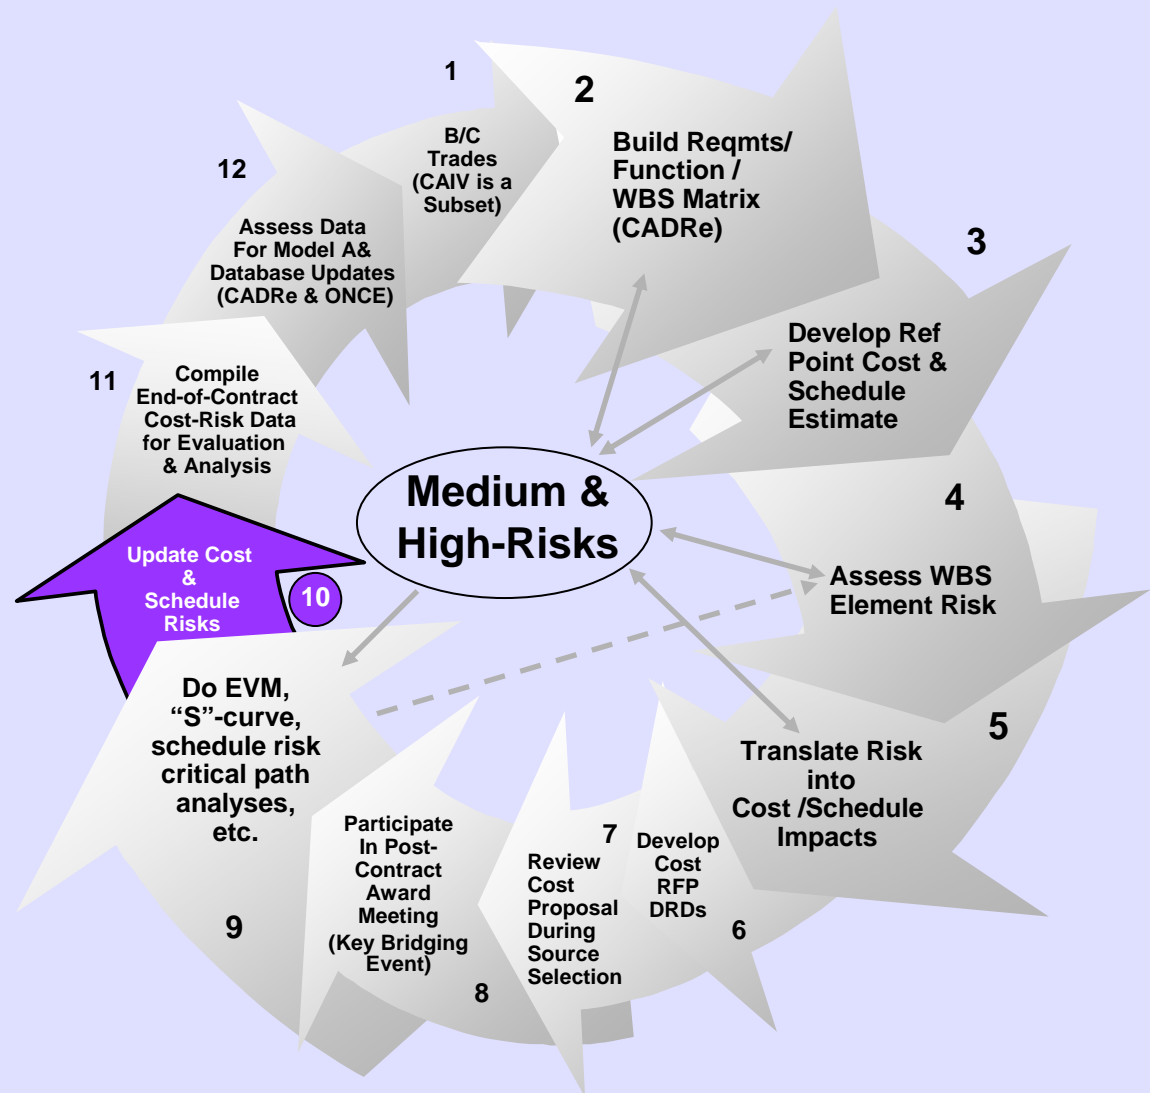 1
B/C
Trades
(CAIV is a
Subset)
2
Build Reqmts/
Function /
WBS Matrix
(CADRe)
3
Develop Ref
Point Cost &
Schedule
Estimate
4
Assess WBS
Element Risk
5
Translate Risk
into
Cost /Schedule
Impacts
6
Develop
Cost
RFP
DRDs
7
Review
Cost
Proposal
During
Source
Selection
8
Participate
In Post-
Contract
Award
Meeting
(Key Bridging
Event)
9
Do EVM,
“S”-curve,
schedule risk
critical path
analyses,
etc.
10
Update Cost
&
Schedule
Risks
11
Compile
End-of-Contract
Cost-Risk Data
for Evaluation
& Analysis
12
Assess Data
For Model A&
Database Updates
(CADRe & ONCE)
Medium &
High-Risks